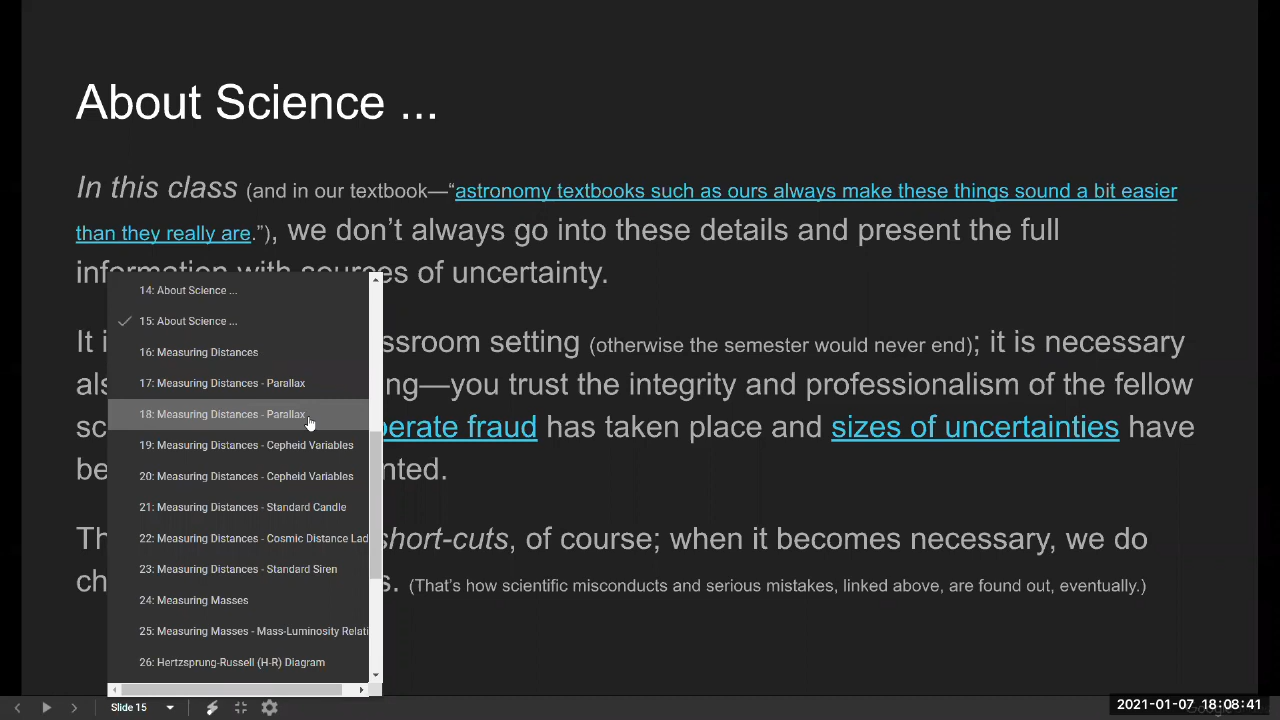 About Science ...
In this class (and in our textbook—“astronomy textbooks such as ours always make these things sound a bit easier
than they really are.”), we don’t always go into these details and present the full
information with sources of uncertainty.
It ssroom setting (otherwise the semester would never end); it is necessary
als ng—you trust the integrity and professionalism of the fellow
sc perate fraud has taken place and sizes of uncertainties have
be nted.
Th short-cuts, of course; when it becomes necessary, we do
ch s. (That’s how scientific misconducts and serious mistakes, linked above, are found out, eventually.)
14: About Science ...
15: About Science ...
16: Measuring Distances
17: Measuring Distances - Parallax
18: Measuring Distances - Parallax
19: Measuring Distances - Cepheid Variables
20: Measuring Distances - Cepheid Variables
21: Measuring Distances - Standard Candle
22: Measuring Distances - Cosmic Distance Lad
23: Measuring Distances - Standard Siren
24: Measuring Masses
25: Measuring Masses - Mass-Luminosity Relati
26: Hertzsprung-Russell (H-R) Diagram
Slide 15
2021-01-07 18:08:41